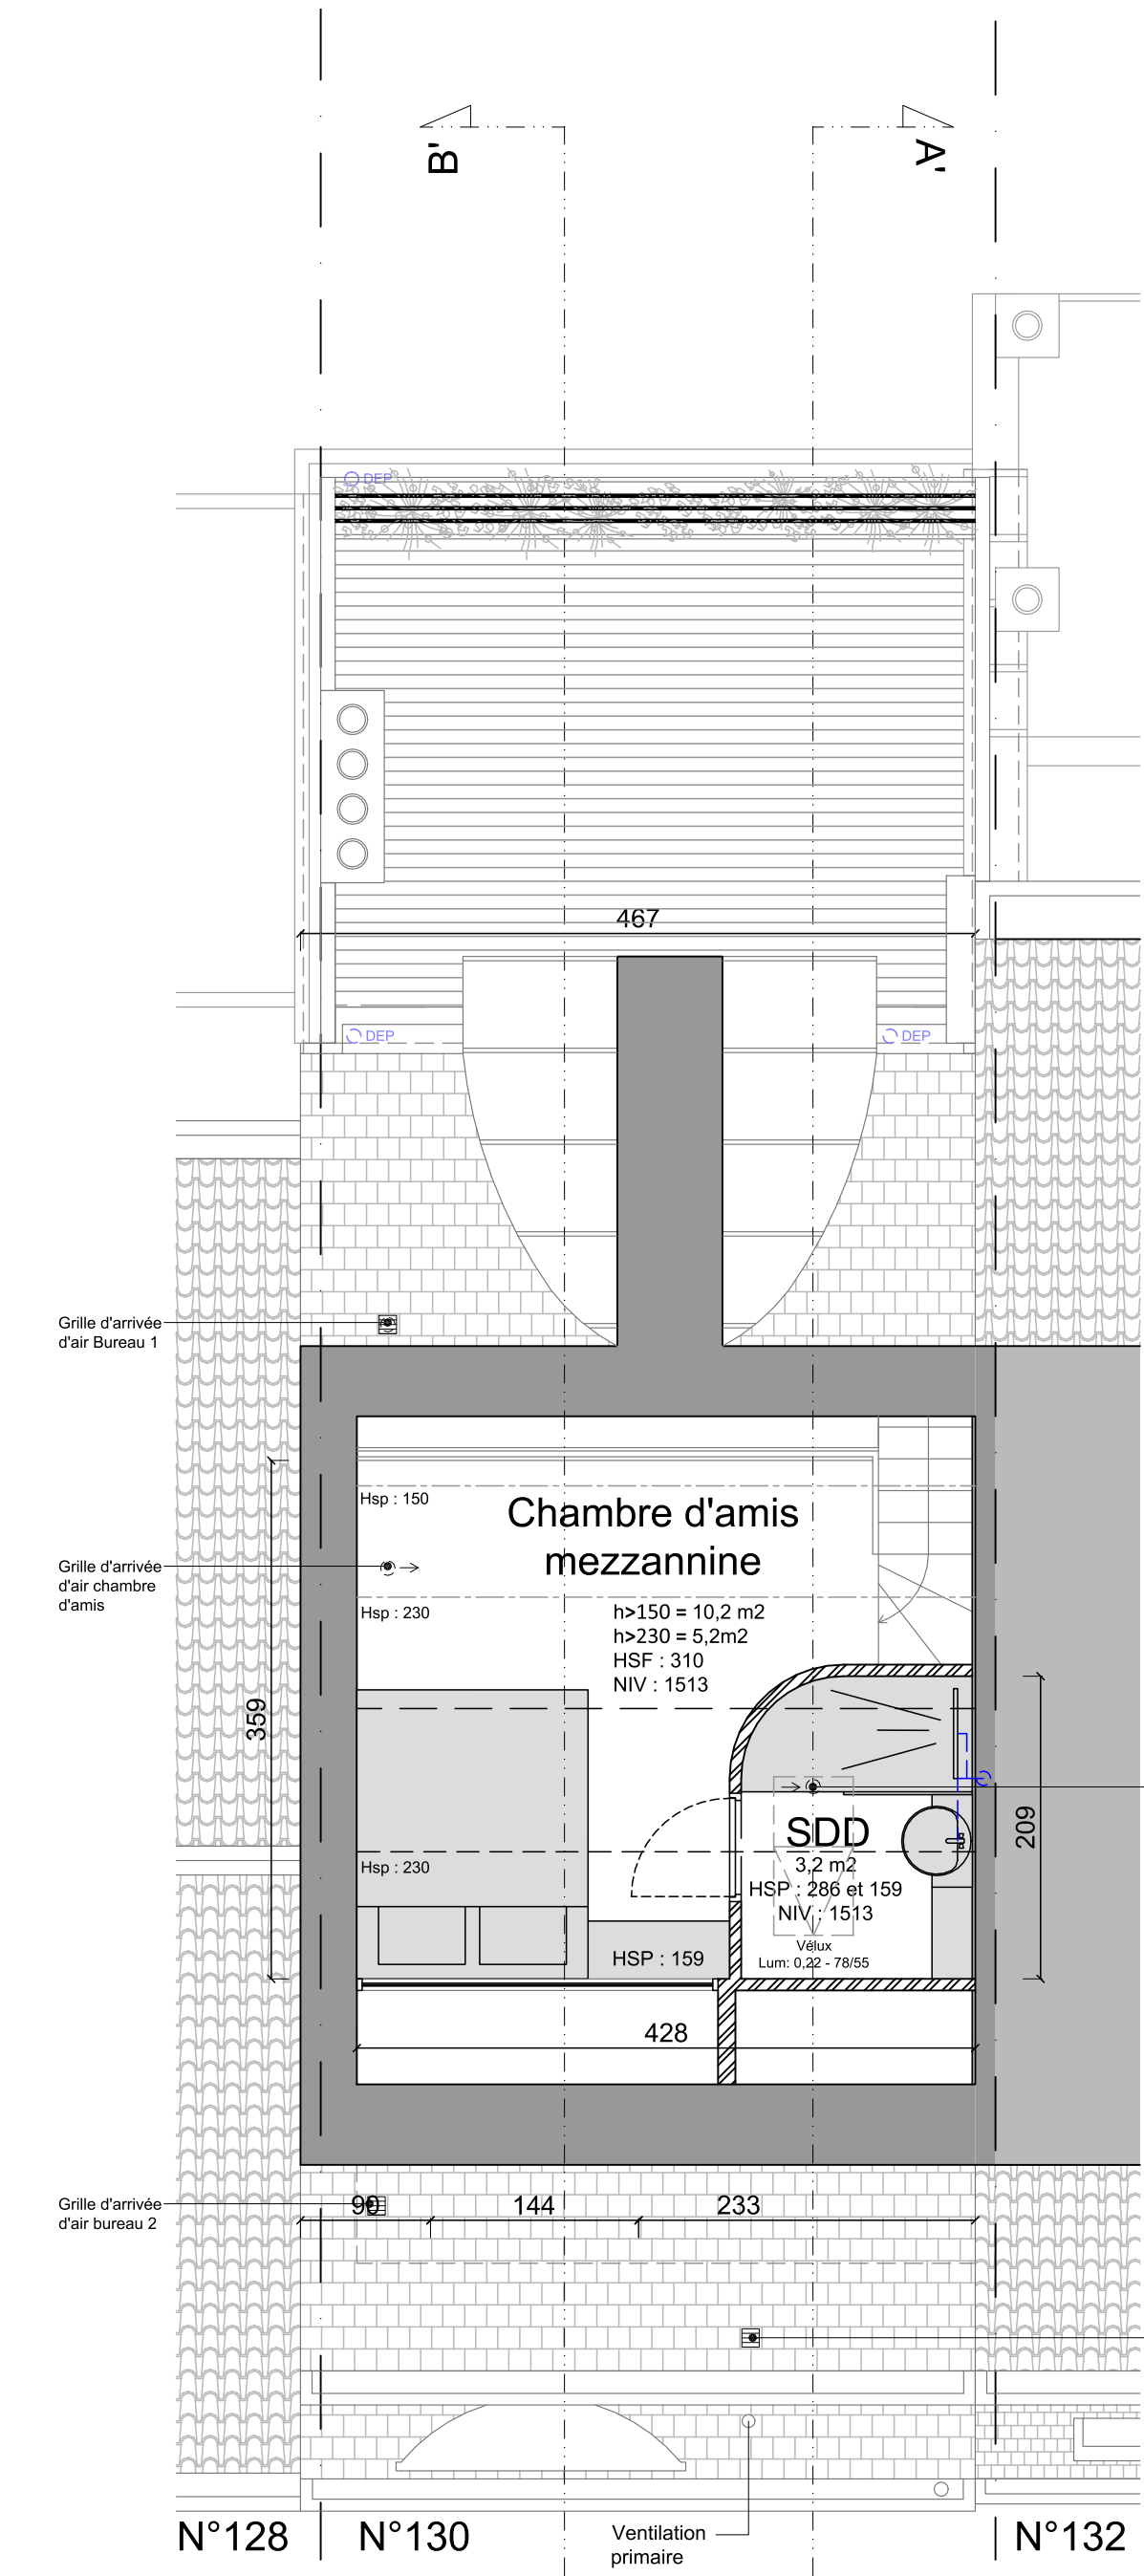 B'
A'
DEP
467
DEP
DEP
Grille d'arrivée
d'air Bureau 1
Hsp : 150
Chambre d'amis
mezzannine
Grille d'arrivée
d'air chambre
d'amis
Hsp : 230
h>150 = 10,2 m2
h>230 = 5,2m2
HSF : 310
NIV : 1513
359
209
SDD
3,2 m2
HSP : 286 et 159
NIV : 1513
Hsp : 230
Vélux
Lum: 0,22 - 78/55
HSP : 159
428
Grille d'arrivée
d'air bureau 2
90
144
233
N°128
N°130
Ventilation
primaire
N°132